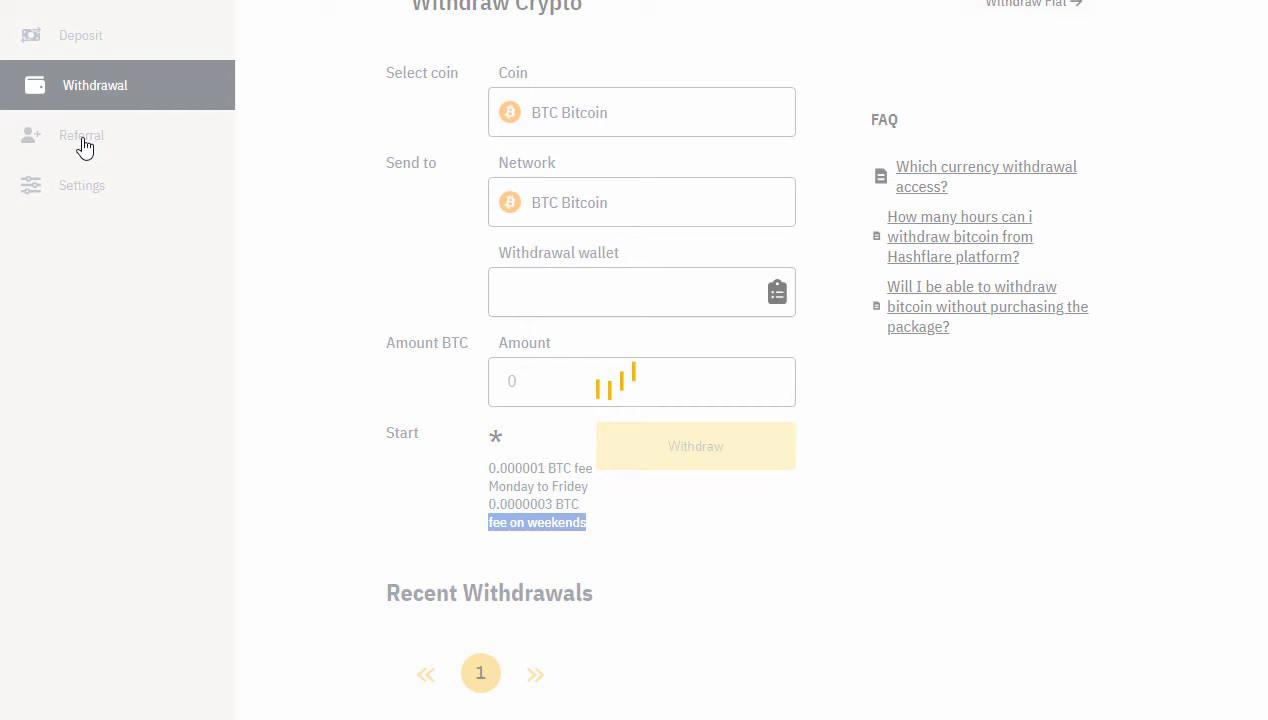 Withdraw Crypto
Withdraw Fiat
Deposit
Withdrawal
Referral
Settings
Select coin
Coin
BTC Bitcoin
Send to
Network
BTC Bitcoin
Withdrawal wallet
Amount BTC
Amount
0
Start
*
Withdraw
0.000001 BTC fee
Monday to Fridey
0.0000003 BTC
fee on weekends
FAQ
Which currency withdrawal
access?
How many hours can i
withdraw bitcoin from
Hashflare platform?
Will I be able to withdraw
bitcoin without purchasing the
package?
Recent Withdrawals
« 1 »